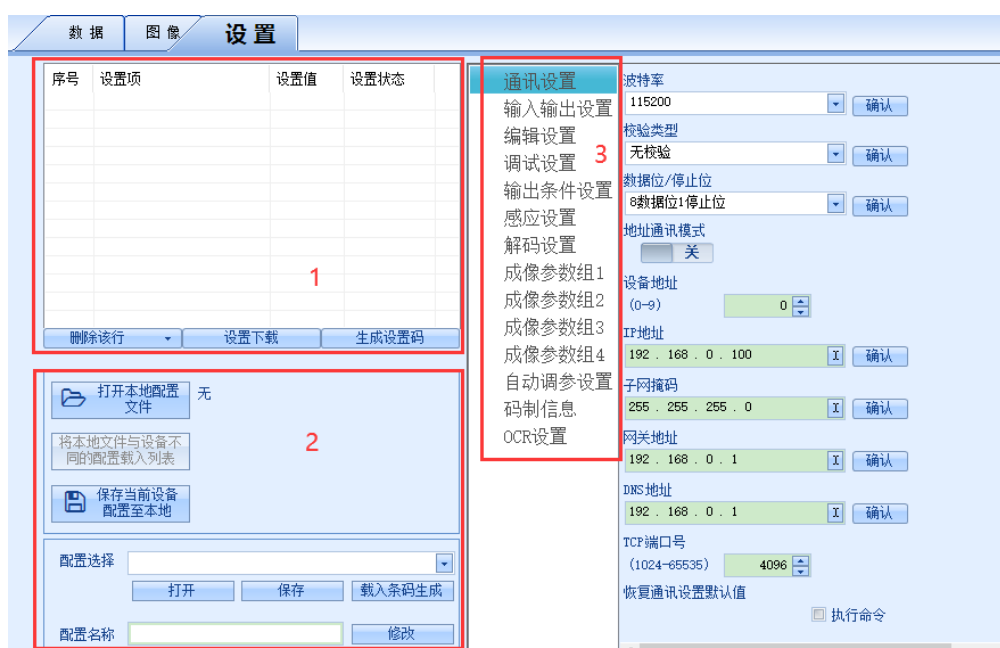 数 据
图 像
设 置
序号 设置项 设置值 设置状态
1
删除该行 设置下载 生成设置码
打开本地配置
文件
无
将本地文件与设备不
同的配置载入列表
2
保存当前设备
配置至本地
配置选择
打开 保存 载入条码生成
配置名称 修改
通讯设置
输入输出设置
编辑设置
调试设置
3
输出条件设置
感应设置
解码设置
成像参数组1
成像参数组2
成像参数组3
成像参数组4
自动调参设置
码制信息
OCR设置
波特率
115200 确认
校验类型
无校验 确认
数据位/停止位
8数据位1停止位 确认
地址通讯模式
关
设备地址
(0-9) 0
IP地址
192 . 168 . 0 . 100 确认
子网掩码
255 . 255 . 255 . 0 确认
网关地址
192 . 168 . 0 . 1 确认
DNS地址
192 . 168 . 0 . 1 确认
TCP端口号
(1024-65535) 4096
恢复通讯设置默认值
执行命令